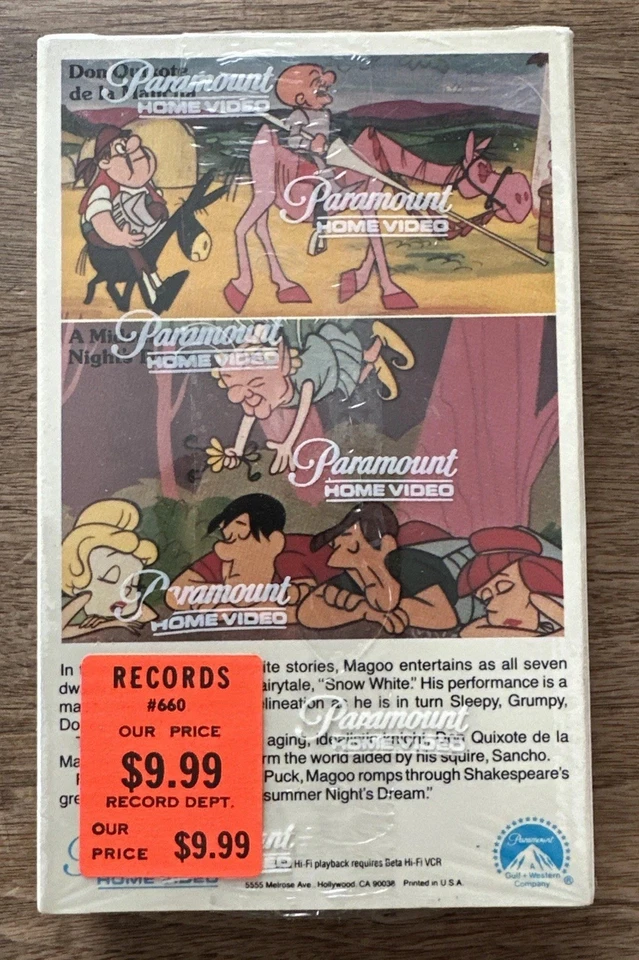 Don Quixote
de la Mancha
Paramount
HOME VIDEO
Paramount
HOME VIDEO
A Mi
Night
Paramount
HOME VIDEO
Paramount
HOME VIDEO
Paramount
HOME VIDEO
In ite stories, Magoo entertains as all seven
dw airytale, "Snow White." His performance is a
ma elineation as he is in turn Sleepy, Grumpy,
Do
Paramount
HOME VIDEO
aging, idealistic knight, Don Quixote de la
Ma rm the world aided by his squire, Sancho.
Puck, Magoo romps through Shakespeare's
gre summer Night's Dream."
RECORDS
#660
OUR PRICE
$9.99
RECORD DEPT.
OUR
PRICE $9.99
HOME VIDEO
Hi-Fi playback requires Beta Hi-Fi VCR
5555 Melrose Ave., Hollywood, CA 90038 Printed in U.S.A.
Paramount
Gulf + Western
Company
®